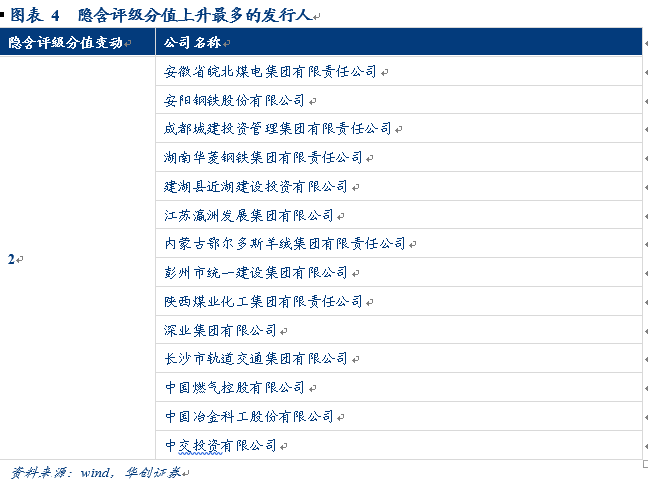 图表 4 隐含评级分值上升最多的发行人
隐含评级分值变动 公司名称
安徽省皖北煤电集团有限责任公司
安阳钢铁股份有限公司
成都城建投资管理集团有限责任公司
湖南华菱钢铁集团有限责任公司
建湖县近湖建设投资有限公司
江苏瀛洲发展集团有限公司
内蒙古鄂尔多斯羊绒集团有限责任公司
2
彭州市统一建设集团有限公司
陕西煤业化工集团有限责任公司
深业集团有限公司
长沙市轨道交通集团有限公司
中国燃气控股有限公司
中国冶金科工股份有限公司
中交投资有限公司
资料来源：wind，华创证券